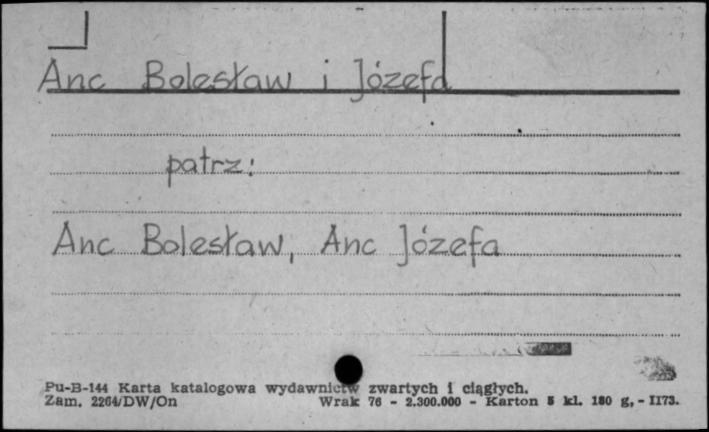 Anc Bolesław i Józefa
patrz:
Anc Bolesław, Anc Józefa
Pu-B-144 Karta katalogowa wydawnictw zwartych i ciągłych.
Zam. 2264/DW/On Wrak 76 - 2.300.000 - Karton 5 kl. 180 g, - II73.